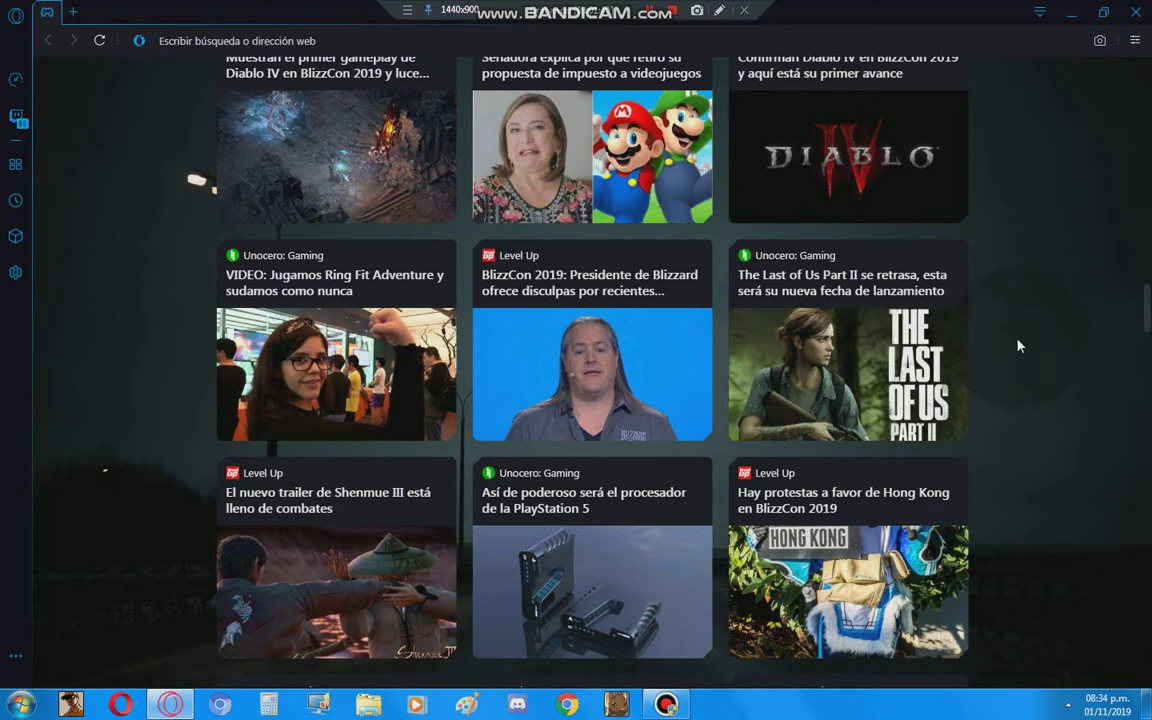 1440x900
www.BANDICAM.com
Escribir búsqueda o dirección web
55
Muestran el primer gameplay de
Diablo IV en BlizzCon 2019 y luce...
Senadora explica por qué retiró su
propuesta de impuesto a videojuegos
Confirman Diablo IV en BlizzCon 2019
y aquí está su primer avance
DIABLO
IV
Unocero: Gaming
VIDEO: Jugamos Ring Fit Adventure y
sudamos como nunca
Level Up
BlizzCon 2019: Presidente de Blizzard
ofrece disculpas por recientes...
BLIZZARD
Unocero: Gaming
The Last of Us Part II se retrasa, esta
será su nueva fecha de lanzamiento
THE
LAST
OF US
PART II
Level Up
El nuevo trailer de Shenmue III está
lleno de combates
Unocero: Gaming
Así de poderoso será el procesador
de la PlayStation 5
Level Up
Hay protestas a favor de Hong Kong
en BlizzCon 2019
HONG KONG
08:34 p.m.
01/11/2019